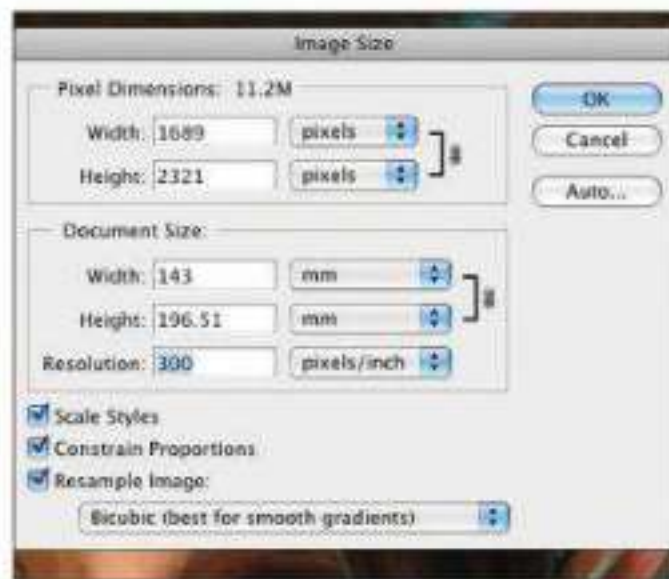 Image Size
Pixel Dimensions: 11.2M
Width: 1689 pixels
Height: 2321 pixels
OK
Cancel
Auto...
Document Size:
Width: 143 mm
Height: 196.51 mm
Resolution: 300 pixels/inch
Scale Styles
Constrain Proportions
Resample Image:
Bicubic (best for smooth gradients)